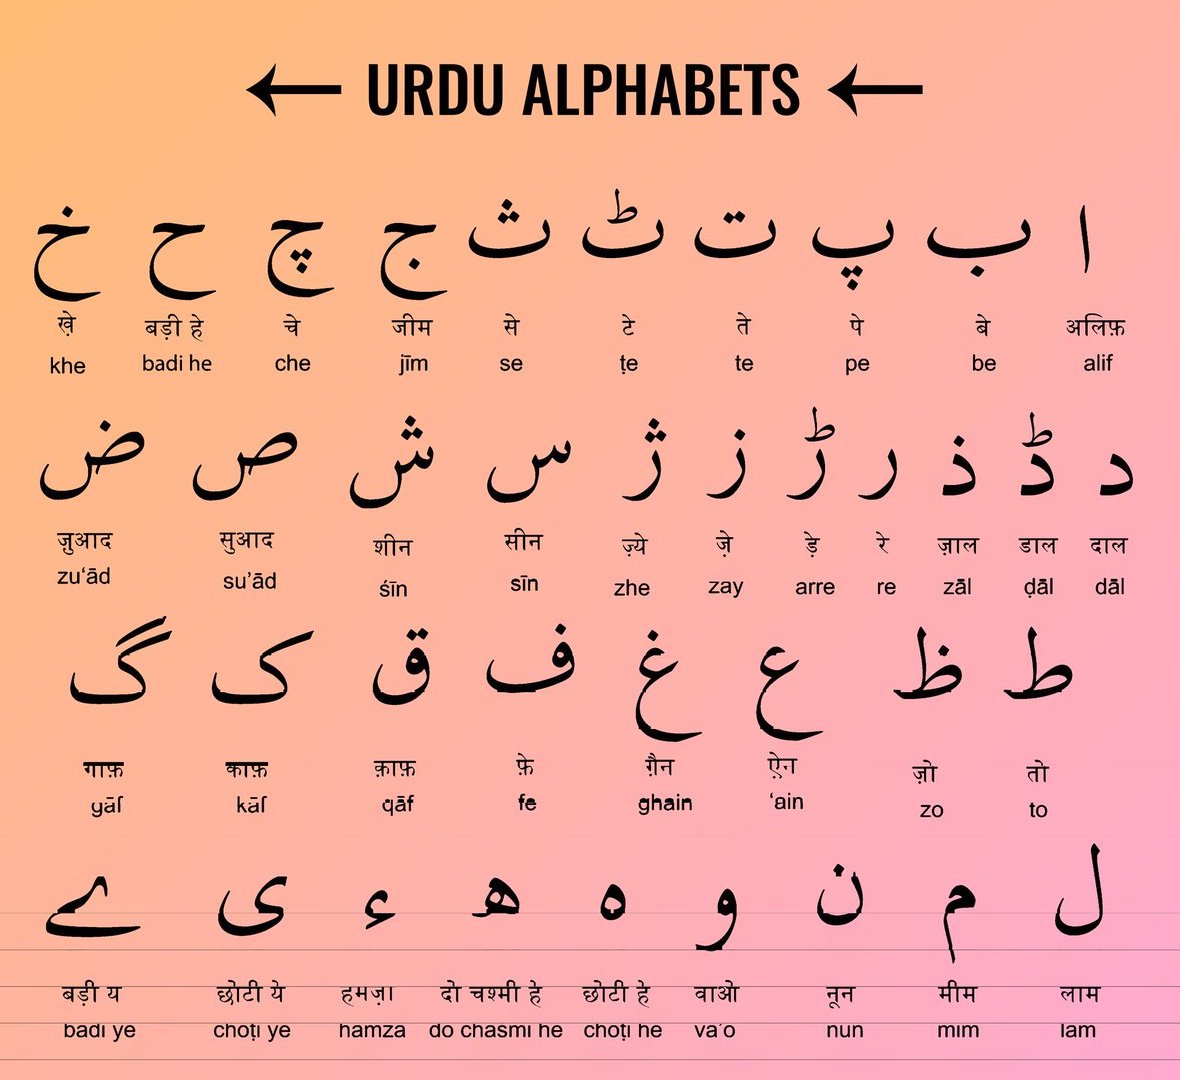 ← URDU ALPHABETS ←
ا ب پ ت ٹ ث ج چ ح خ
खे़ बड़ी हे चे जीम से टे ते पे बे अलिफ़
khe badi he che jīm se ṭe te pe be alif
د ڈ ذ ر ڑ ز ژ س ش ص ض
जु़आद सुआद शीन सीन ज़्ये जे़ ड़े रे ज़ाल डाल दाल
zu‘ād su’ād śīn sīn zhe zay arre re zāl ḍāl dāl
ط ظ ع غ ف ق ک گ
गाफ़ काफ़ क़ाफ़ फ़े ग़ैन ऐन ज़ो तो
gāf kāf qāf fe ghain ‘ain zo to
ل م ن و ہ ھ ء ی ے
बड़ी य छोटी ये हमज़ा दो चश्मी हे छोटी हे वाओ नून मीम लाम
badi ye choṭi ye hamza do chasmi he choṭi he va’o nun mim lam